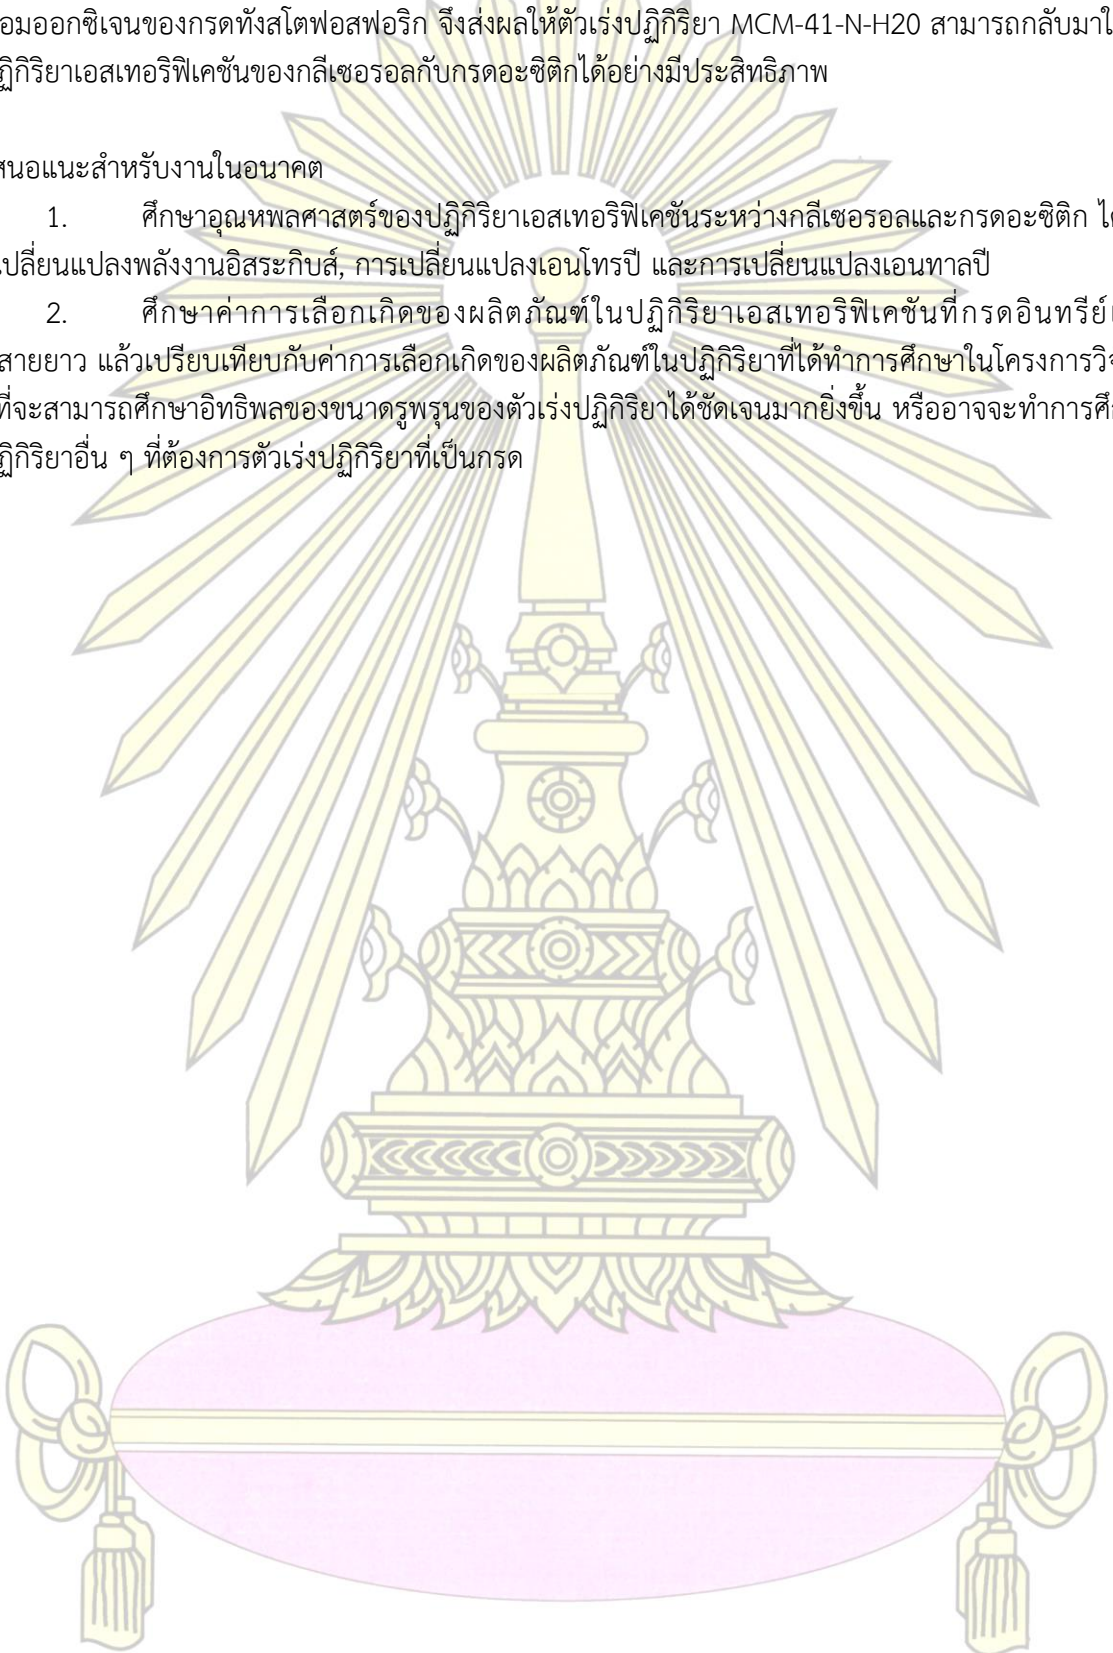 อมออกซิเจนของกรดทังสโตฟอสฟอริก จึงส่งผลให้ตัวเร่งปฏิกิริยา MCM-41-N-H20 สามารถกลับมาใ
ฏิกิริยาเอสเทอริฟิเคชันของกลีเซอรอลกับกรดอะซิติกได้อย่างมีประสิทธิภาพ
สนอแนะสำหรับงานในอนาคต
1. ศึกษาอุณหพลศาสตร์ของปฏิกิริยาเอสเทอริฟิเคชันระหว่างกลีเซอรอลและกรดอะซิติก ได
เปลี่ยนแปลงพลังงานอิสระกิบส์, การเปลี่ยนแปลงเอนโทรปี และการเปลี่ยนแปลงเอนทาลปี
2. ศึกษาค่าการเลือกเกิดของผลิตภัณฑ์ในปฏิกิริยาเอสเทอริฟิเคชันที่กรดอินทรีย์
สายยาว แล้วเปรียบเทียบกับค่าการเลือกเกิดของผลิตภัณฑ์ในปฏิกิริยาที่ได้ทำการศึกษาในโครงการวิจ
ที่จะสามารถศึกษาอิทธิพลของขนาดรูพรุนของตัวเร่งปฏิกิริยาได้ชัดเจนมากยิ่งขึ้น หรืออาจจะทำการศึก
ฏิกิริยาอื่น ๆ ที่ต้องการตัวเร่งปฏิกิริยาที่เป็นกรด